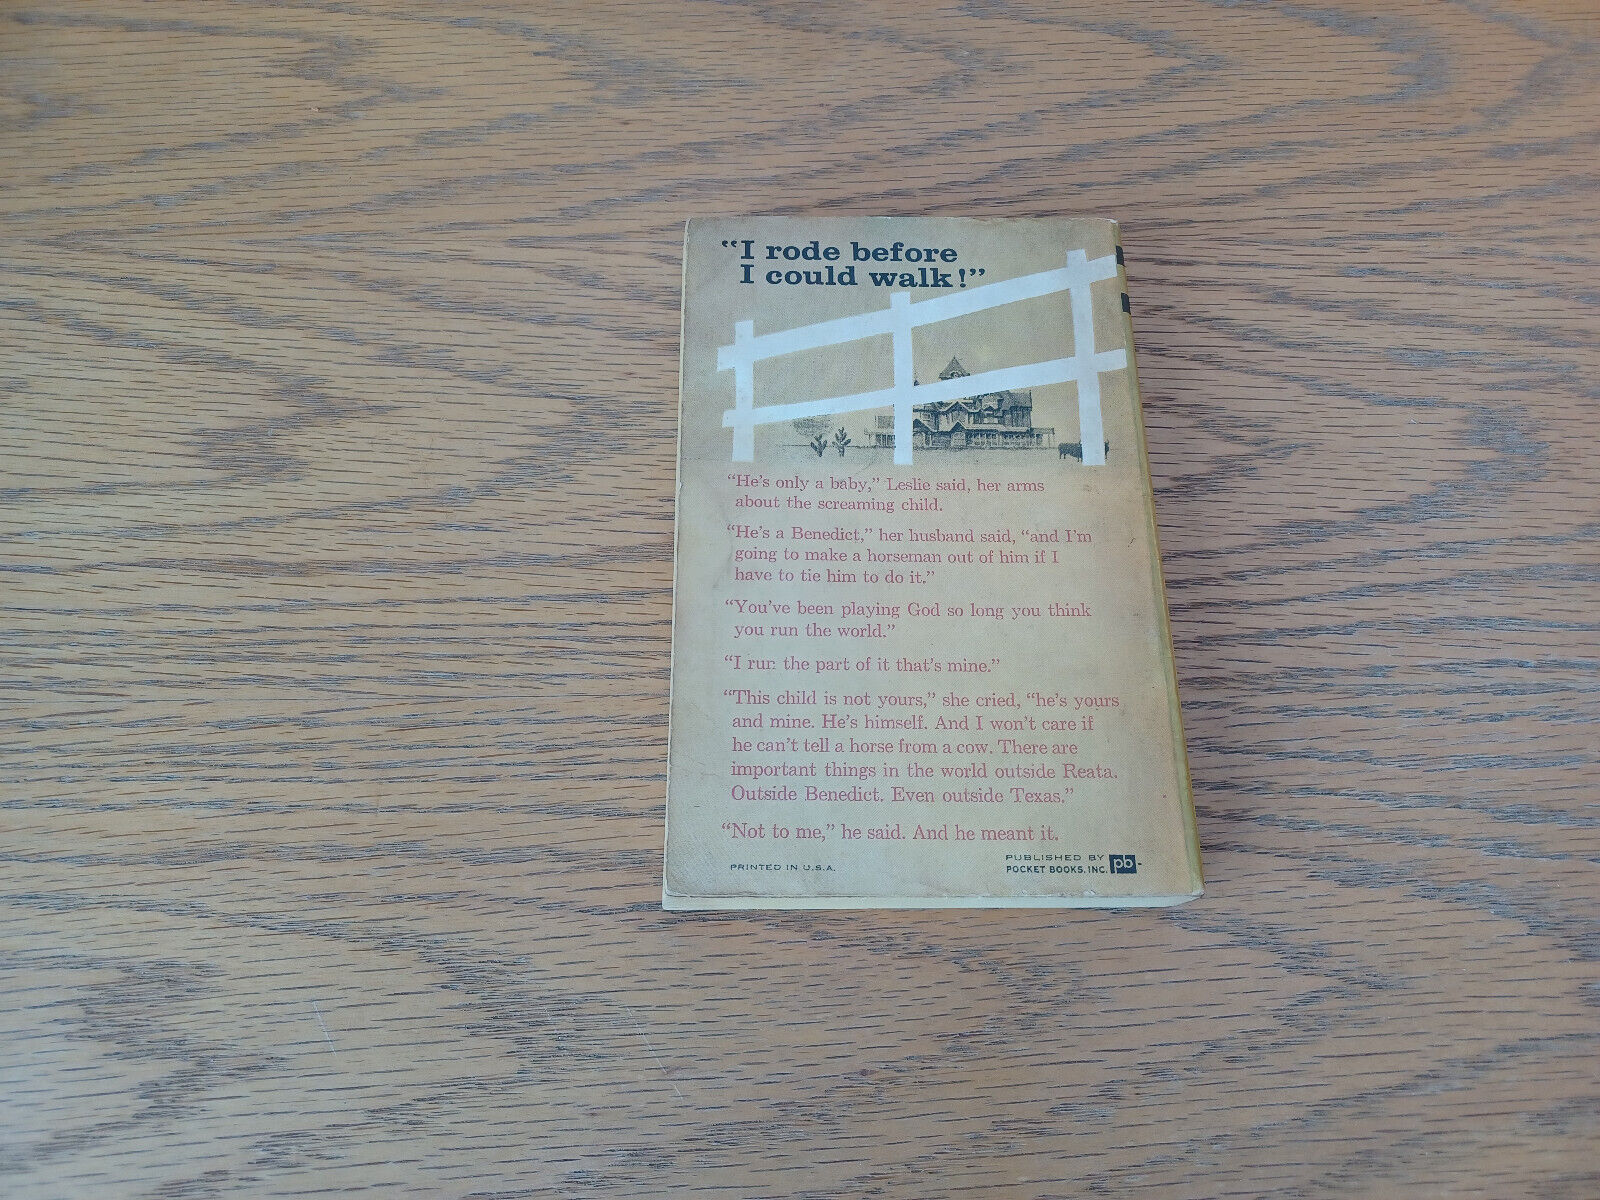 “I rode before
I could walk!”
“He's only a baby,” Leslie said, her arms
about the screaming child.
“He's a Benedict,” her husband said, “and I'm
going to make a horseman out of him if I
have to tie him to do it.”
“You've been playing God so long you think
you run the world.”
“I run the part of it that's mine.”
“This child is not yours,” she cried, “he's yours
and mine. He's himself. And I won't care if
he can't tell a horse from a cow. There are
important things in the world outside Reata.
Outside Benedict. Even outside Texas.”
“Not to me,” he said. And he meant it.
PRINTED IN U.S.A.
PUBLISHED BY
POCKET BOOKS, INC. pb